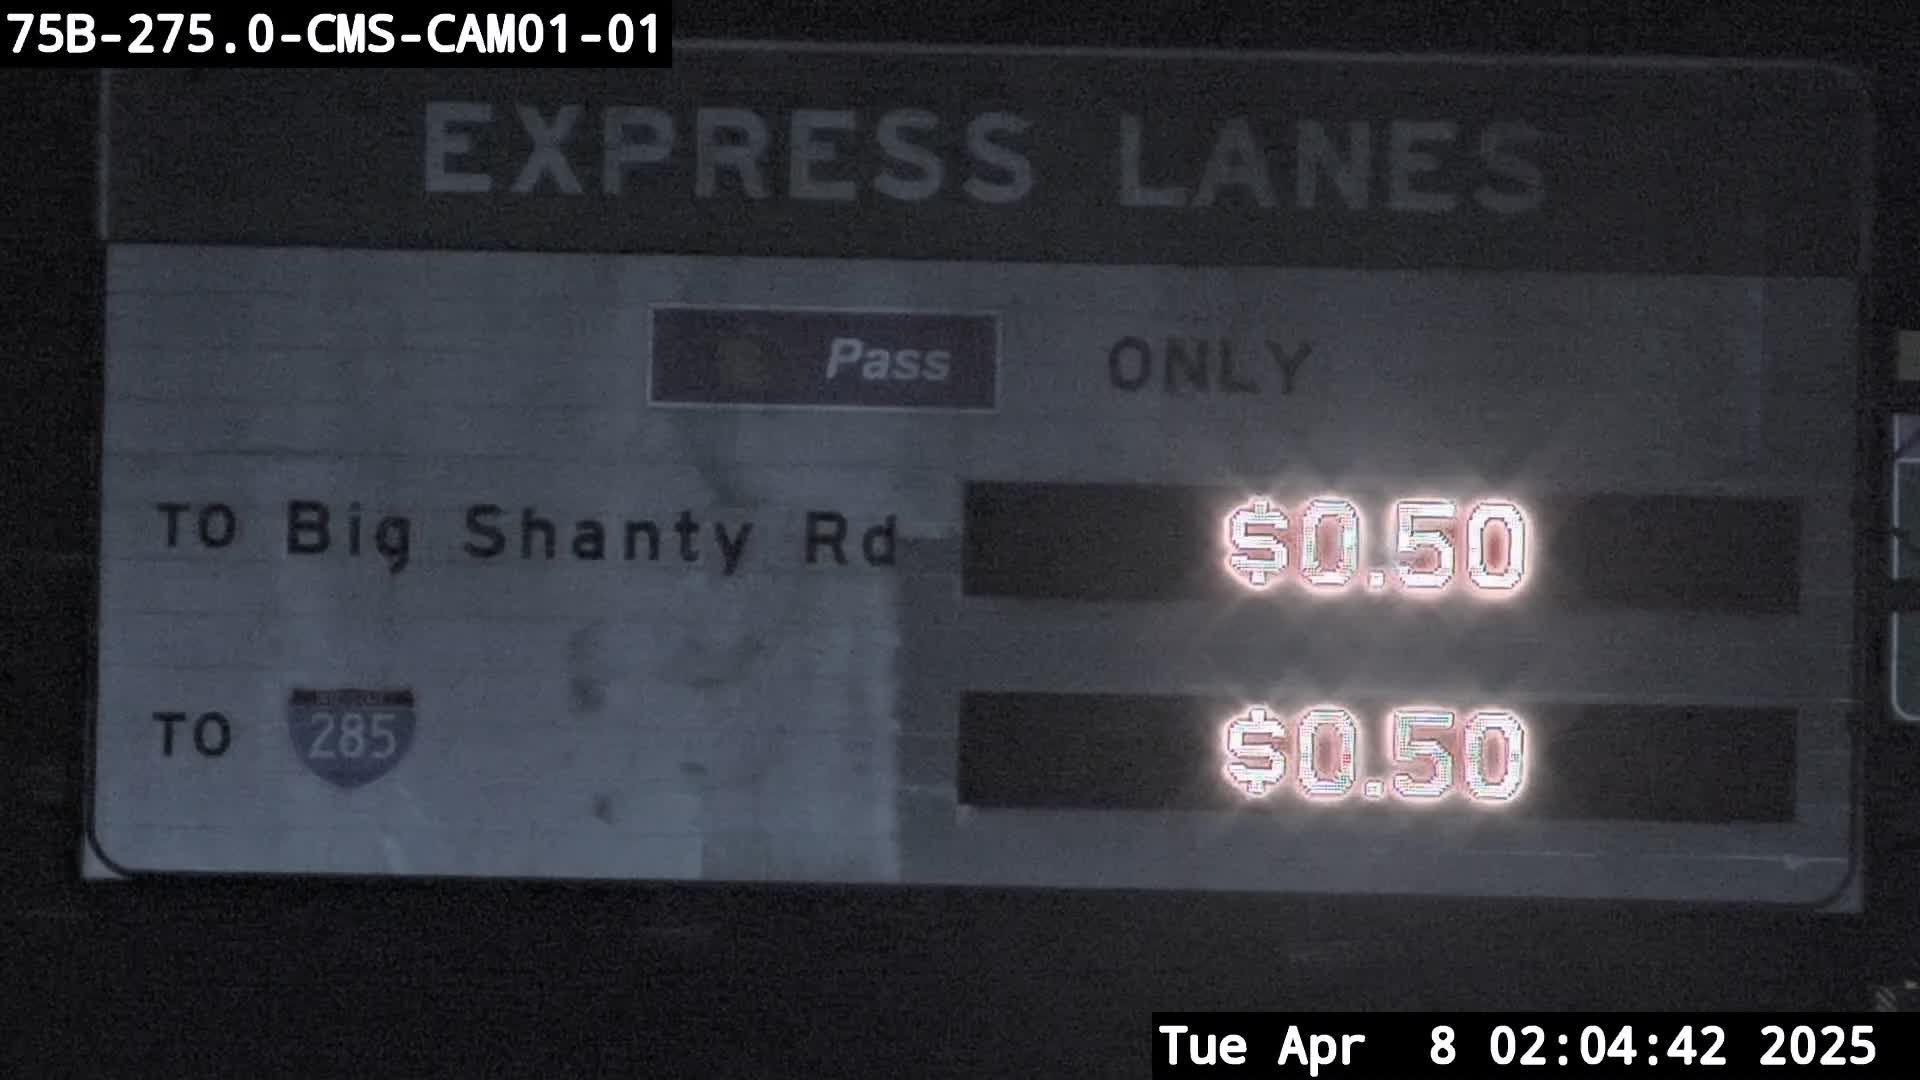 75B-275.0-CMS-CAM01-01
EXPRESS LANES
Pass ONLY
TO Big Shanty Rd $0.50
TO 285 $0.50
Tue Apr 8 02:04:42 2025